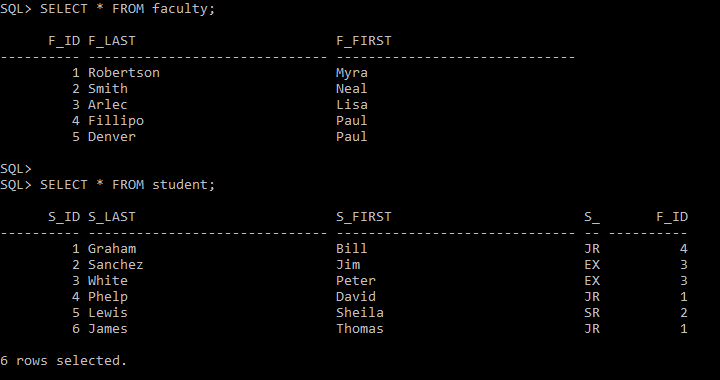 SQL> SELECT * FROM faculty;
F_ID F_LAST F_FIRST
---------- ------------------------------ ------------------------------
1 Robertson Myra
2 Smith Neal
3 Arlec Lisa
4 Fillipo Paul
5 Denver Paul
SQL>
SQL> SELECT * FROM student;
S_ID S_LAST S_FIRST S_ F_ID
---------- ------------------------------ ------------------------------ -- ----------
1 Graham Bill JR 4
2 Sanchez Jim EX 3
3 White Peter EX 3
4 Phelp David JR 1
5 Lewis Sheila SR 2
6 James Thomas JR 1
6 rows selected.